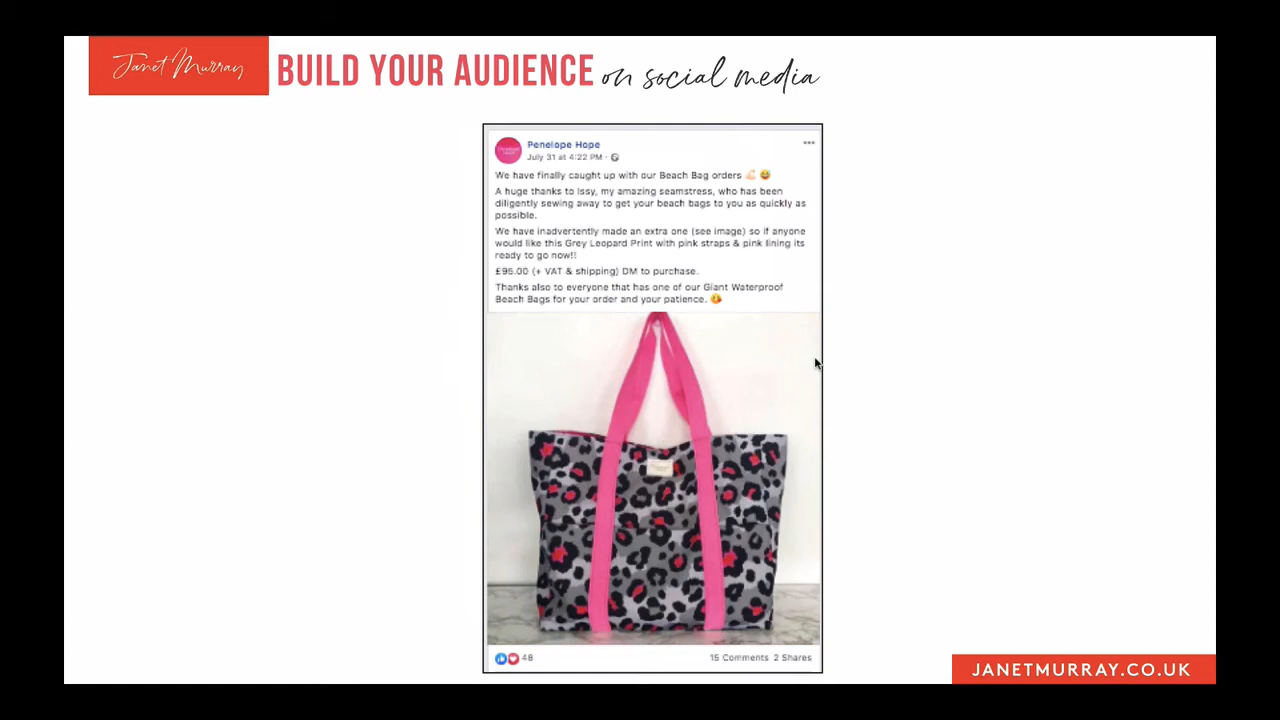 Janet Murray
BUILD YOUR AUDIENCE on social media
Penelope Hope
July 31 at 4:22 PM ·
We have finally caught up with our Beach Bag orders 💪🏻 😅
A huge thanks to Issy, my amazing seamstress, who has been
diligently sewing away to get your beach bags to you as quickly as
possible.
We have inadvertently made an extra one (see image) so if anyone
would like this Grey Leopard Print with pink straps & pink lining its
ready to go now!!
£95.00 (+ VAT & shipping) DM to purchase.
Thanks also to everyone that has one of our Giant Waterproof
Beach Bags for your order and your patience. 🥰
48
15 Comments 2 Shares
JANETMURRAY.CO.UK